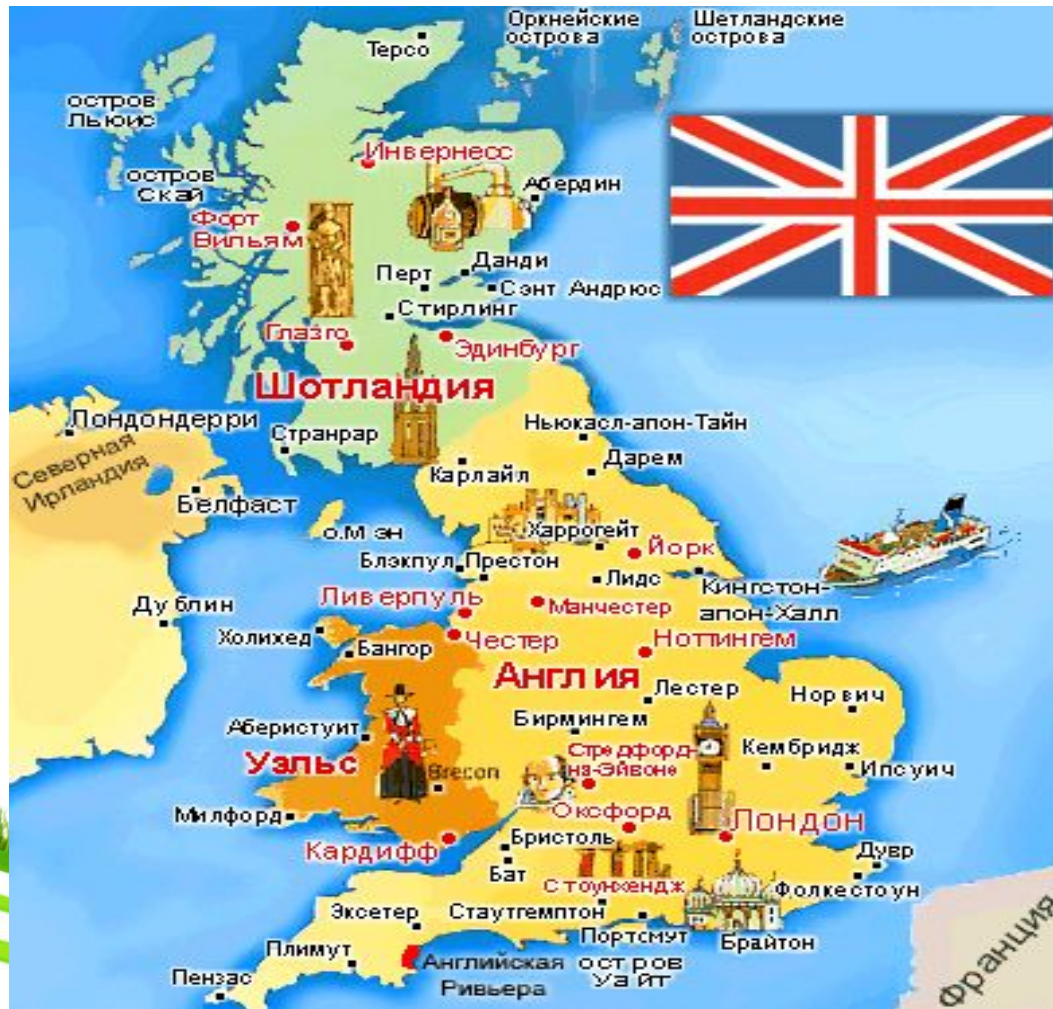 Оркнейские
острова
Шетландские
острова
Терсо
остров
Льюис
Инвернесс
остров
Скай
Абердин
Форт
Вильям
Данди
Перт
Сэнт Андрюс
Стирлинг
Глазго
Эдинбург
Шотландия
Лондондерри
Ньюкасл-апон-Тайн
Странрар
Северная
Ирландия
Дарем
Карлайл
Белфаст
о.Мэн
Харрогейт
Йорк
Блэкпул
Престон
Лидс
Кингстон-
апон-Халл
Дублин
Ливерпуль
Манчестер
Холихед
Честер
Ноттингем
Бангор
Англия
Лестер
Норвич
Аберистуит
Бирмингем
Уэльс
Стредфорд-
на-Эйвоне
Кембридж
Ипсуич
Brecon
Милфорд
Оксфорд
Лондон
Кардифф
Бристоль
Дувр
Бат
Стоунхендж
Фолкестоун
Эксетер
Стаутгемптон
Портсмут
Брайтон
Плимут
Английская
Ривьера
остров
Уайт
Пензас
Франция